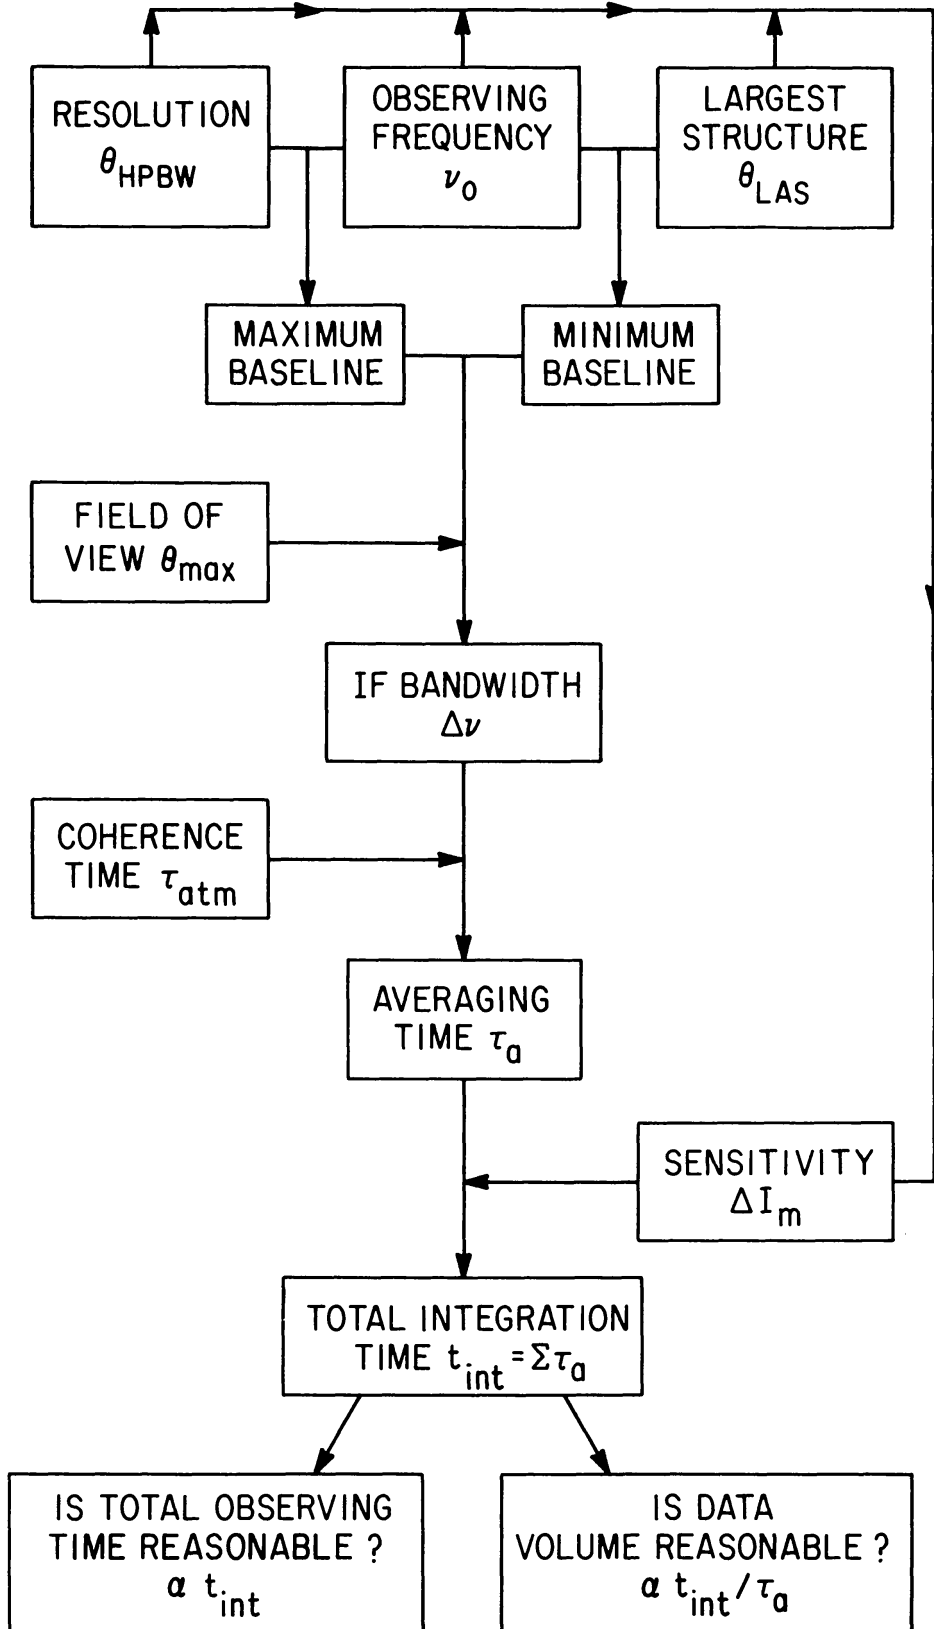 RESOLUTION
θHPBW
OBSERVING
FREQUENCY
ν0
LARGEST
STRUCTURE
θLAS
MAXIMUM
BASELINE
MINIMUM
BASELINE
FIELD OF
VIEW θmax
IF BANDWIDTH
Δν
COHERENCE
TIME τatm
AVERAGING
TIME τa
SENSITIVITY
ΔIm
TOTAL INTEGRATION
TIME tint = Στa
IS TOTAL OBSERVING
TIME REASONABLE ?
α tint
IS DATA
VOLUME REASONABLE ?
α tint / τa